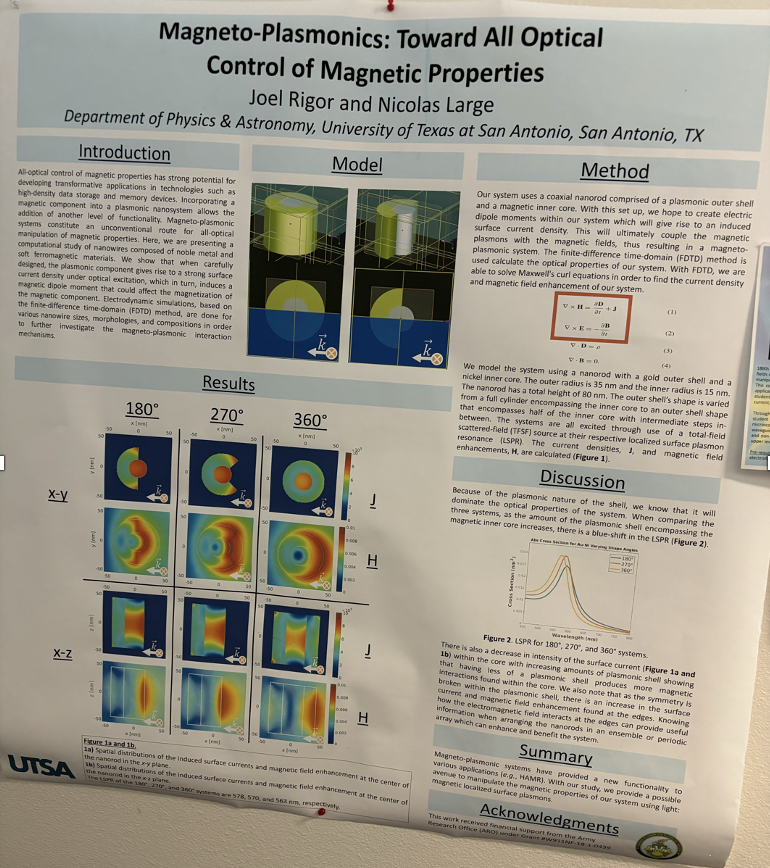 Magneto-Plasmonics: Toward All Optical
Control of Magnetic Properties
Joel Rigor and Nicolas Large
Department of Physics & Astronomy, University of Texas at San Antonio, San Antonio, TX
Introduction
All-optical control of magnetic properties has strong potential for
developing transformative applications in technologies such as
high-density data storage and memory devices. Incorporating a
magnetic component into a plasmonic nanosystem allows the
addition of another level of functionality. Magneto-plasmonic
systems constitute an unconventional route for all-optical
manipulation of magnetic properties. Here, we are presenting a
computational study of nanowires composed of noble metal and
soft ferromagnetic materials. We show that when carefully
designed, the plasmonic component gives rise to a strong surface
current density under optical excitation, which in turn, induces a
magnetic dipole moment that could affect the magnetization of
the magnetic component. Electrodynamic simulations, based on
the finite-difference time-domain (FDTD) method, are done for
various nanowire sizes, morphologies, and compositions in order
to further investigate the magneto-plasmonic interaction
mechanisms.
Model
k
k
Method
Our system uses a coaxial nanorod comprised of a plasmonic outer shell
and a magnetic inner core. With this set up, we hope to create electric
dipole moments within our system which will give rise to an induced
surface current density. This will ultimately couple the magnetic
plasmons with the magnetic fields, thus resulting in a magneto-
plasmonic system. The finite-difference time-domain (FDTD) method is
used calculate the optical properties of our system. With FDTD, we are
able to solve Maxwell's curl equations in order to find the current density
and magnetic field enhancement of our system.
∇ × H = ∂D/∂t + J (1)
∇ × E = −∂B/∂t (2)
∇ · D = ρ (3)
∇ · B = 0. (4)
We model the system using a nanorod with a gold outer shell and a
nickel inner core. The outer radius is 35 nm and the inner radius is 15 nm.
The nanorod has a total height of 80 nm. The outer shell's shape is varied
from a full cylinder encompassing the inner core to an outer shell shape
that encompasses half of the inner core with intermediate steps in-
between. The systems are all excited through use of a total-field
scattered-field (TFSF) source at their respective localized surface plasmon
resonance (LSPR). The current densities, J, and magnetic field
enhancements, H, are calculated (Figure 1).
Results
180° 270° 360°
x [nm] x [nm] x [nm]
x-y
J
H
x-z
J
H
Figure 1a and 1b.
1a) Spatial distributions of the induced surface currents and magnetic field enhancement at the center of
the nanorod in the x-y plane.
1b) Spatial distributions of the induced surface currents and magnetic field enhancement at the center of
the nanorod in the x-z plane.
The LSPR of the 180°, 270°, and 360° systems are 578, 570, and 563 nm, respectively.
UTSA
Discussion
Because of the plasmonic nature of the shell, we know that it will
dominate the optical properties of the system. When comparing the
three systems, as the amount of the plasmonic shell encompassing the
magnetic inner core increases, there is a blue-shift in the LSPR (Figure 2).
Abs Cross Section for Au-Ni Varying Shape Angles
Cross Section (nm²)
180°
270°
360°
Wavelength (nm)
Figure 2. LSPR for 180°, 270°, and 360° systems.
There is also a decrease in intensity of the surface current (Figure 1a and
1b) within the core with increasing amounts of plasmonic shell showing
that having less of a plasmonic shell produces more magnetic
interactions found within the core. We also note that as the symmetry is
broken within the plasmonic shell, there is an increase in the surface
current and magnetic field enhancement found at the edges. Knowing
how the electromagnetic field interacts at the edges can provide useful
information when arranging the nanorods in an ensemble or periodic
array which can enhance and benefit the system.
Summary
Magneto-plasmonic systems have provided a new functionality to
various applications (e.g., HAMR). With our study, we provide a possible
avenue to manipulate the magnetic properties of our system using light:
magnetic localized surface plasmons.
Acknowledgments
This work received financial support from the Army
Research Office (ARO) under Grant #W911NF-18-1-0439